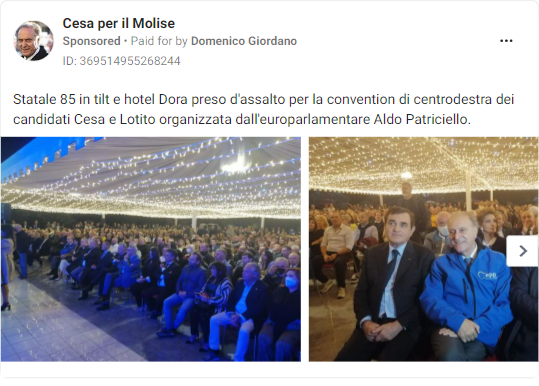 Cesa per il Molise
Sponsored • Paid for by Domenico Giordano
ID: 369514955268244
Statale 85 in tilt e hotel Dora preso d'assalto per la convention di centrodestra dei
candidati Cesa e Lotito organizzata dall'europarlamentare Aldo Patriciello.